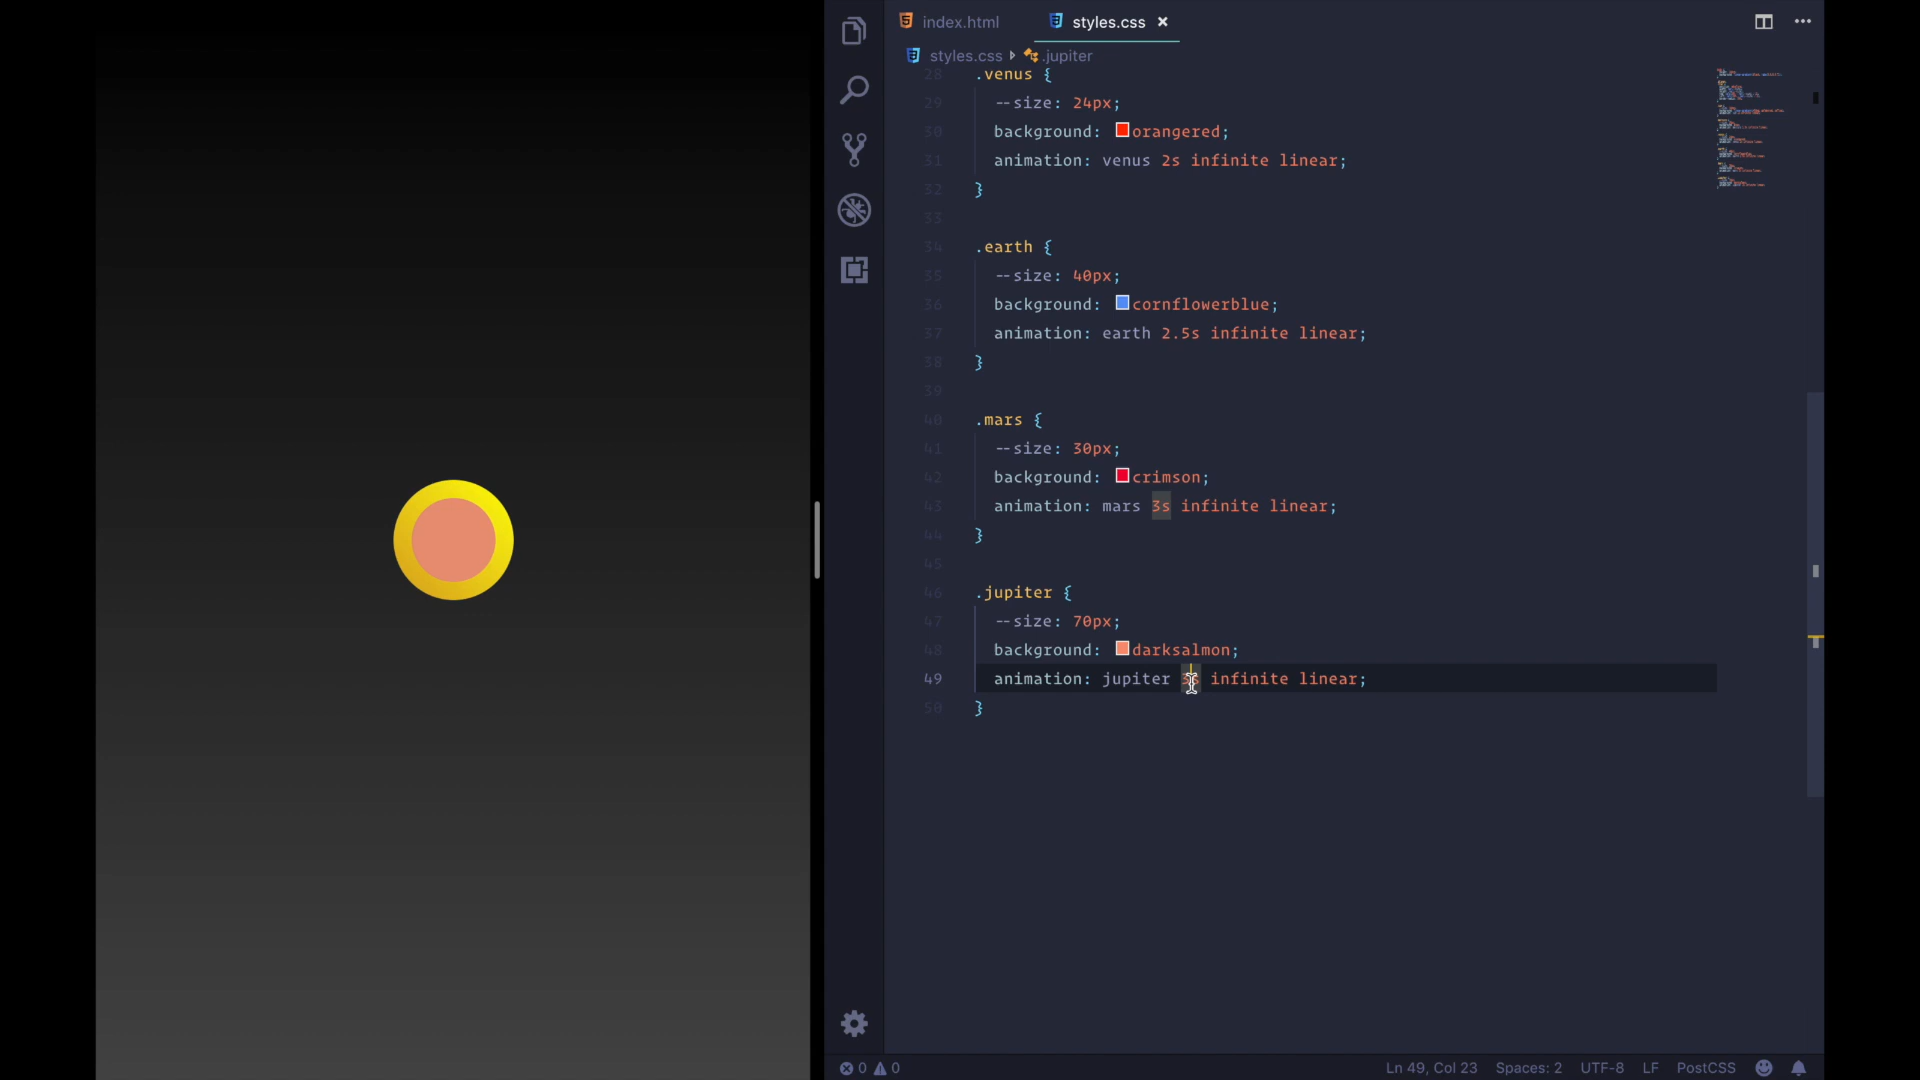 index.html
styles.css ×
styles.css .jupiter
28 .venus {
29 --size: 24px;
30 background: orangered;
31 animation: venus 2s infinite linear;
32 }
33
34 .earth {
35 --size: 40px;
36 background: cornflowerblue;
37 animation: earth 2.5s infinite linear;
38 }
39
40 .mars {
41 --size: 30px;
42 background: crimson;
43 animation: mars 3s infinite linear;
44 }
45
46 .jupiter {
47 --size: 70px;
48 background: darksalmon;
49 animation: jupiter 3s infinite linear;
50 }
0 0 Ln 49, Col 23 Spaces: 2 UTF-8 LF PostCSS